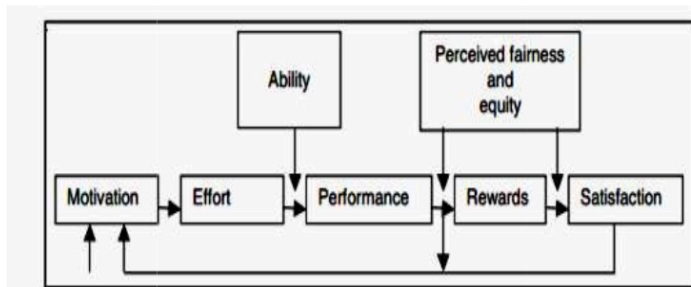 Ability
Perceived fairness
and
equity
Motivation
Effort
Performance
Rewards
Satisfaction